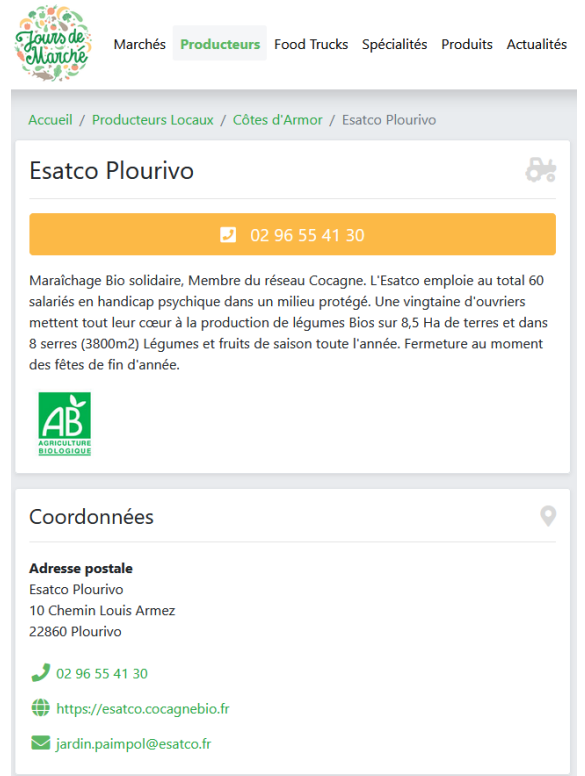 Jours de
Marché
Marchés Producteurs Food Trucks Spécialités Produits Actualités
Accueil / Producteurs Locaux / Côtes d'Armor / Esatco Plourivo
Esatco Plourivo
02 96 55 41 30
Maraîchage Bio solidaire, Membre du réseau Cocagne. L'Esatco emploie au total 60
salariés en handicap psychique dans un milieu protégé. Une vingtaine d'ouvriers
mettent tout leur cœur à la production de légumes Bios sur 8,5 Ha de terres et dans
8 serres (3800m2) Légumes et fruits de saison toute l'année. Fermeture au moment
des fêtes de fin d'année.
AB
AGRICULTURE
BIOLOGIQUE
Coordonnées
Adresse postale
Esatco Plourivo
10 Chemin Louis Armez
22860 Plourivo
02 96 55 41 30
https://esatco.cocagnebio.fr
jardin.paimpol@esatco.fr